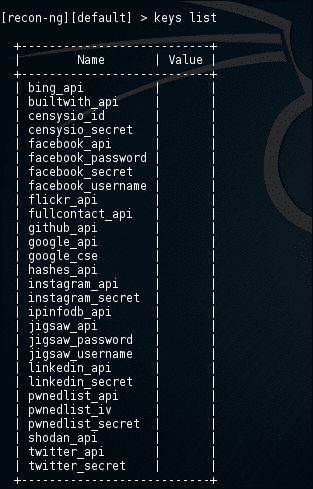 [recon-ng][default] > keys list
+---------------------------+
| Name | Value |
+---------------------------+
| bing_api | |
| builtwith_api | |
| censysio_id | |
| censysio_secret | |
| facebook_api | |
| facebook_password | |
| facebook_secret | |
| facebook_username | |
| flickr_api | |
| fullcontact_api | |
| github_api | |
| google_api | |
| google_cse | |
| hashes_api | |
| instagram_api | |
| instagram_secret | |
| ipinfodb_api | |
| jigsaw_api | |
| jigsaw_password | |
| jigsaw_username | |
| linkedin_api | |
| linkedin_secret | |
| pwnedlist_api | |
| pwnedlist_iv | |
| pwnedlist_secret | |
| shodan_api | |
| twitter_api | |
| twitter_secret | |
+---------------------------+